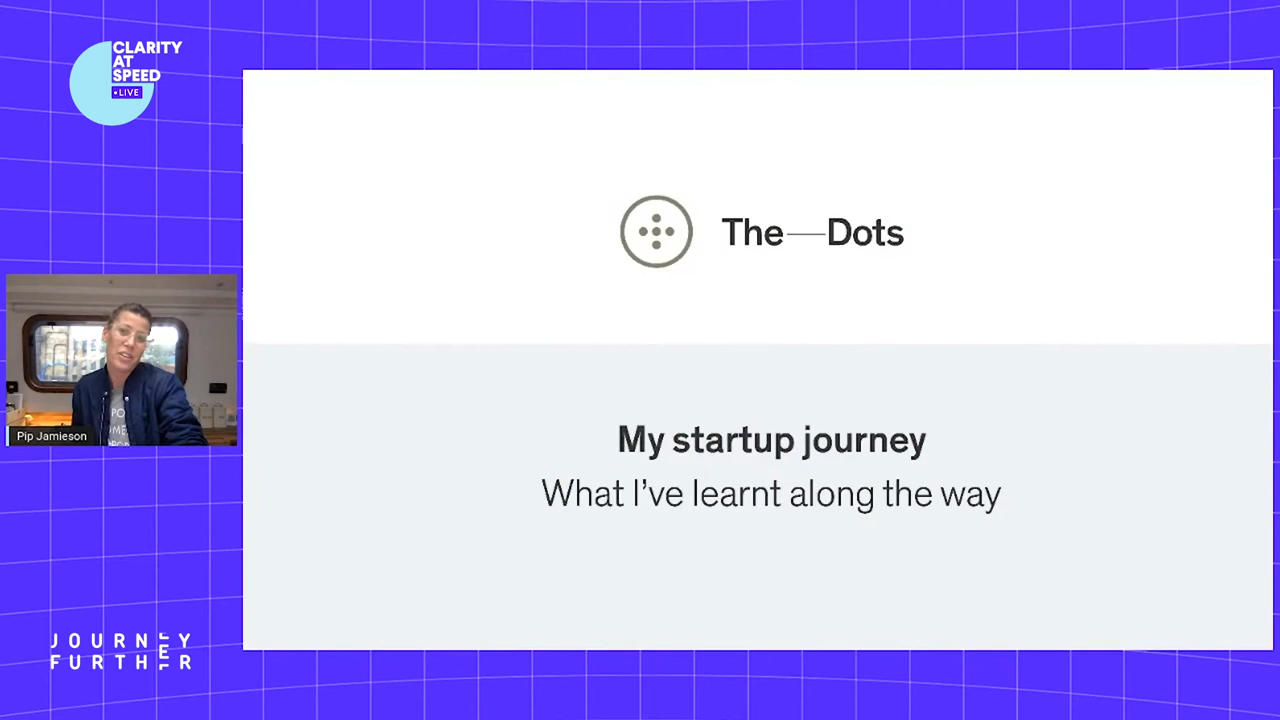 CLARITY
AT
SPEED
•LIVE
The—Dots
My startup journey
What I've learnt along the way
Pip Jamieson
JOURNEY
FURTHER